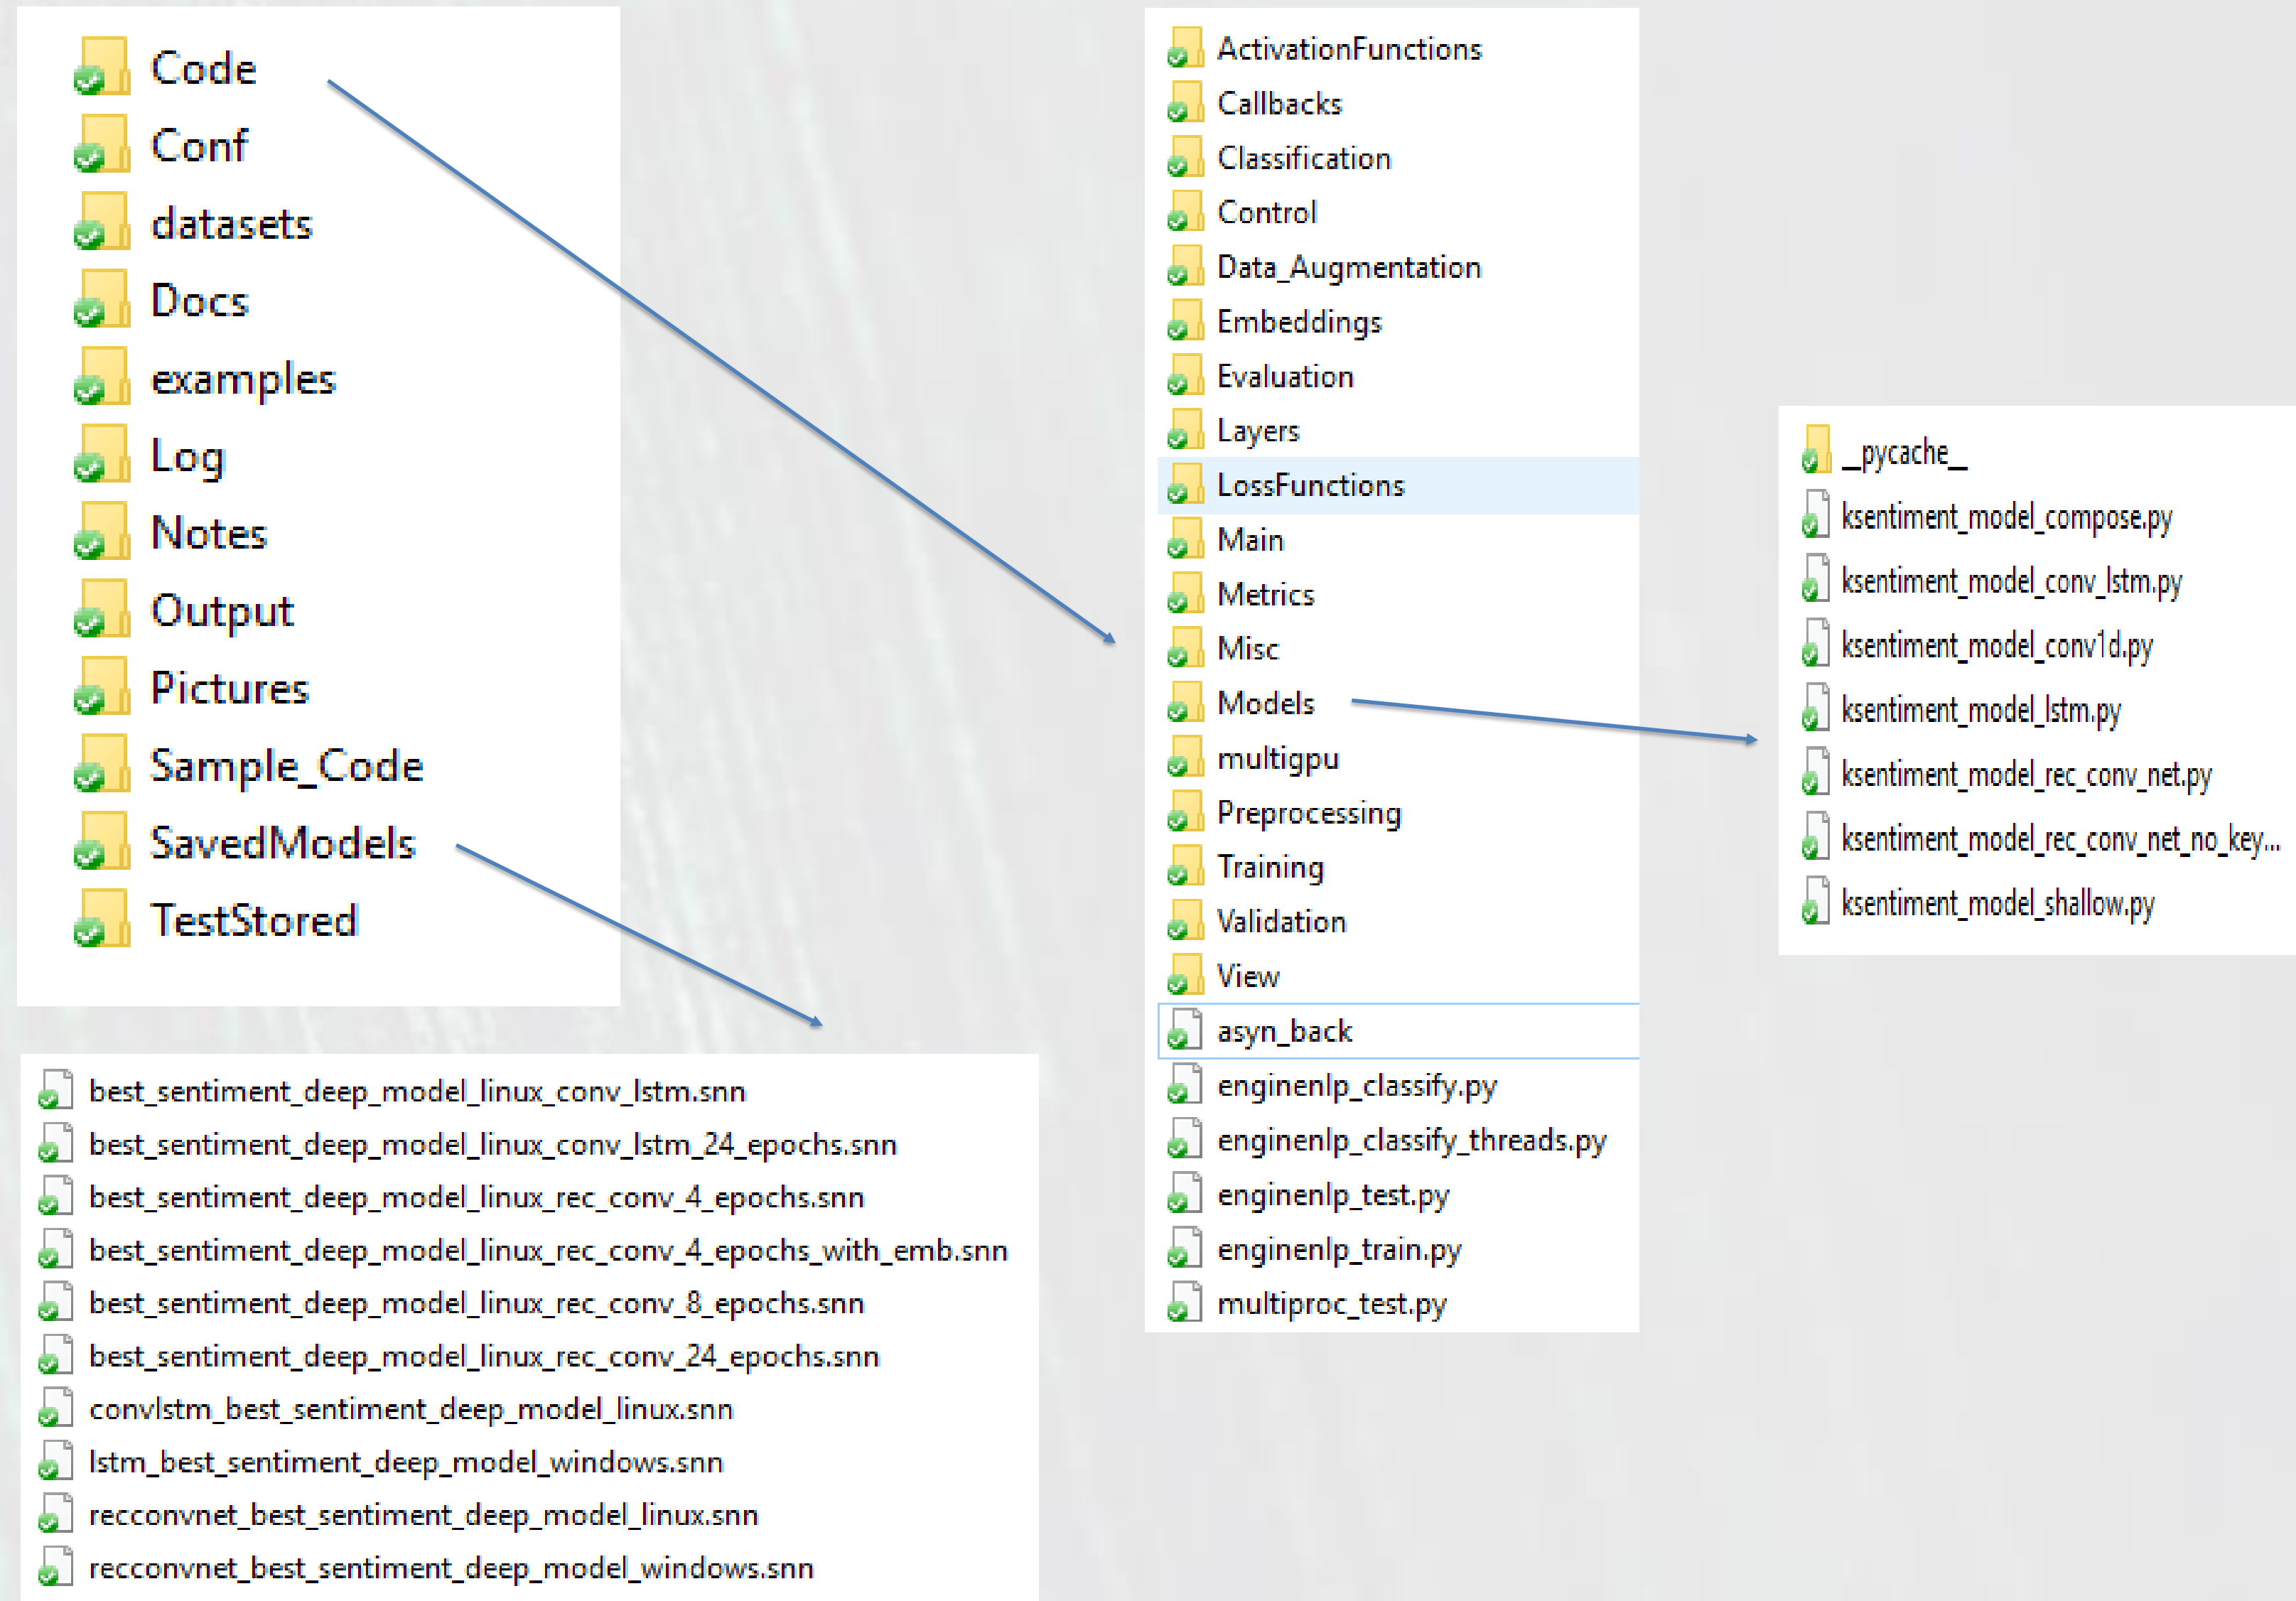 Code
Conf
datasets
Docs
examples
Log
Notes
Output
Pictures
Sample_Code
SavedModels
TestStored
best_sentiment_deep_model_linux_conv_lstm.snn
best_sentiment_deep_model_linux_conv_lstm_24_epochs.snn
best_sentiment_deep_model_linux_rec_conv_4_epochs.snn
best_sentiment_deep_model_linux_rec_conv_4_epochs_with_emb.snn
best_sentiment_deep_model_linux_rec_conv_8_epochs.snn
best_sentiment_deep_model_linux_rec_conv_24_epochs.snn
convlstm_best_sentiment_deep_model_linux.snn
lstm_best_sentiment_deep_model_windows.snn
recconvnet_best_sentiment_deep_model_linux.snn
recconvnet_best_sentiment_deep_model_windows.snn
ActivationFunctions
Callbacks
Classification
Control
Data_Augmentation
Embeddings
Evaluation
Layers
LossFunctions
Main
Metrics
Misc
Models
multigpu
Preprocessing
Training
Validation
View
asyn_back
enginenlp_classify.py
enginenlp_classify_threads.py
enginenlp_test.py
enginenlp_train.py
multiproc_test.py
__pycache__
ksentiment_model_compose.py
ksentiment_model_conv_lstm.py
ksentiment_model_conv1d.py
ksentiment_model_lstm.py
ksentiment_model_rec_conv_net.py
ksentiment_model_rec_conv_net_no_key...
ksentiment_model_shallow.py